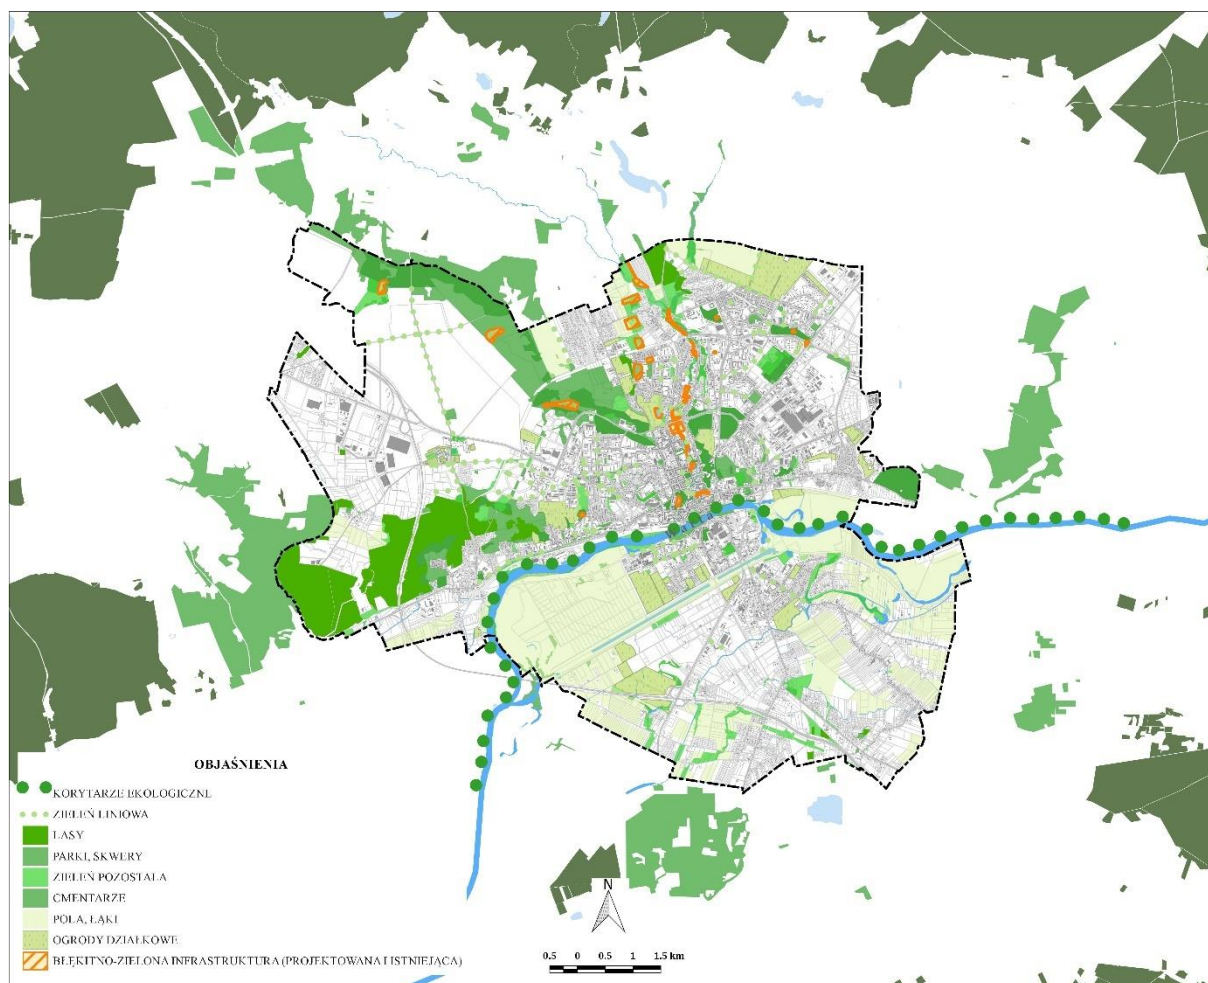 OBJAŚNIENIA
KORYTARZE EKOLOGICZNE
ZIELEŃ LINIOWA
LASY
PARKI, SKWERY
ZIELEŃ POZOSTAŁA
CMENTARZE
POLA, ŁĄKI
OGRODY DZIAŁKOWE
BŁĘKITNO-ZIELONA INFRASTRUKTURA (PROJEKTOWANA I ISTNIEJĄCA)
N
0.5 0 0.5 1 1.5 km